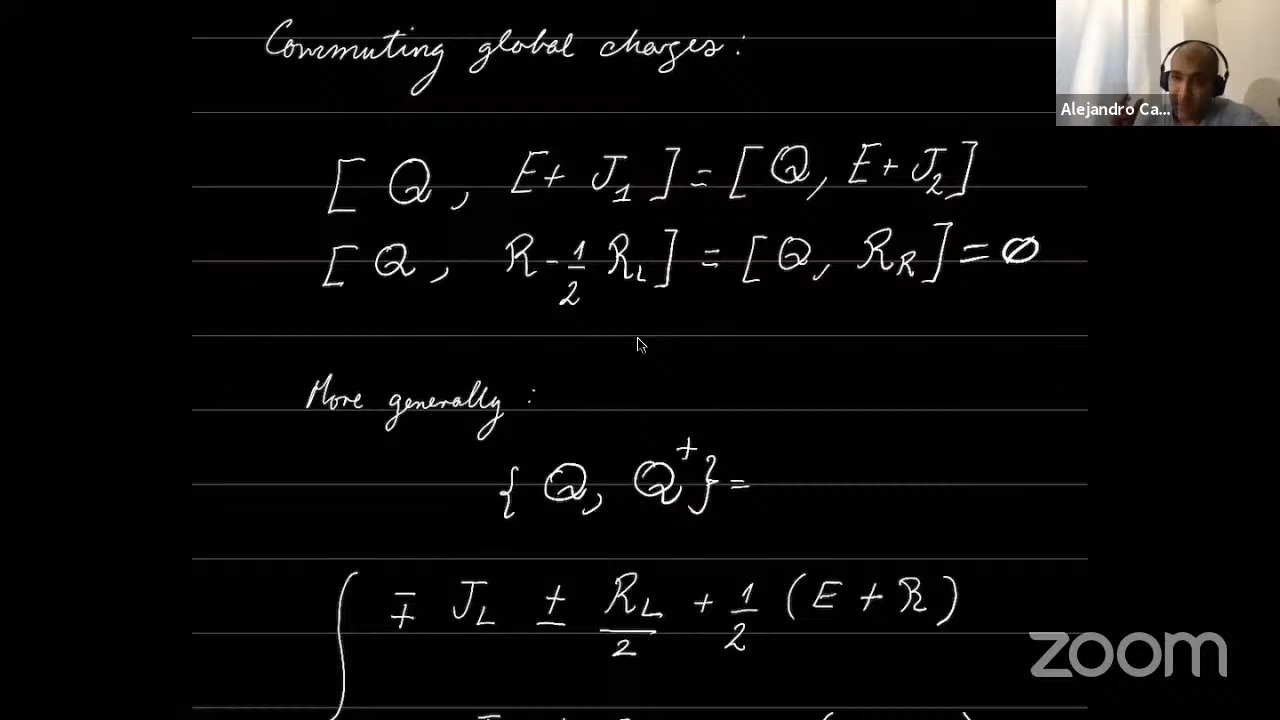 Commuting global charges:
Alejandro Ca...
[ Q , E + J_1 ] = [ Q , E + J_2 ]
[ Q , R - 1/2 R_L ] = [ Q , R_R ] = 0
More generally :
{ Q , Q^+ } =
{ ∓ J_L ± R_L/2 + 1/2 ( E + R )
zoom